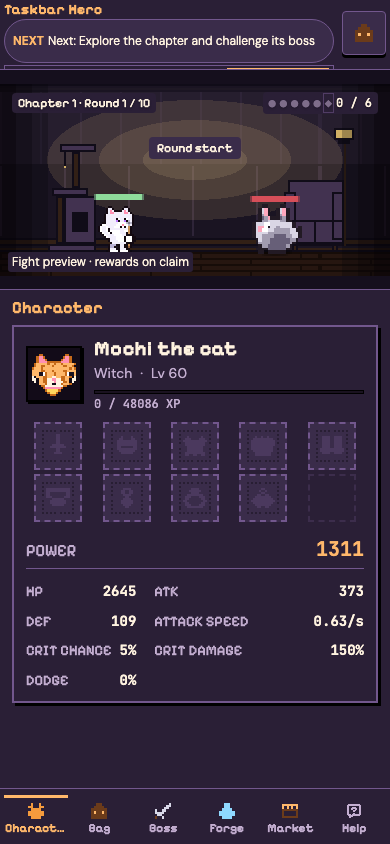 Taskbar Hero
NEXT Next: Explore the chapter and challenge its boss
Chapter 1 · Round 1 / 10
0 / 6
Round start
Fight preview · rewards on claim
Character
Mochi the cat
Witch · Lv 60
0 / 48086 XP
POWER 1311
HP 2645 ATK 373
DEF 109 ATTACK SPEED 0.63/s
CRIT CHANCE 5% CRIT DAMAGE 150%
DODGE 0%
Charact... Bag Boss Forge Market Help